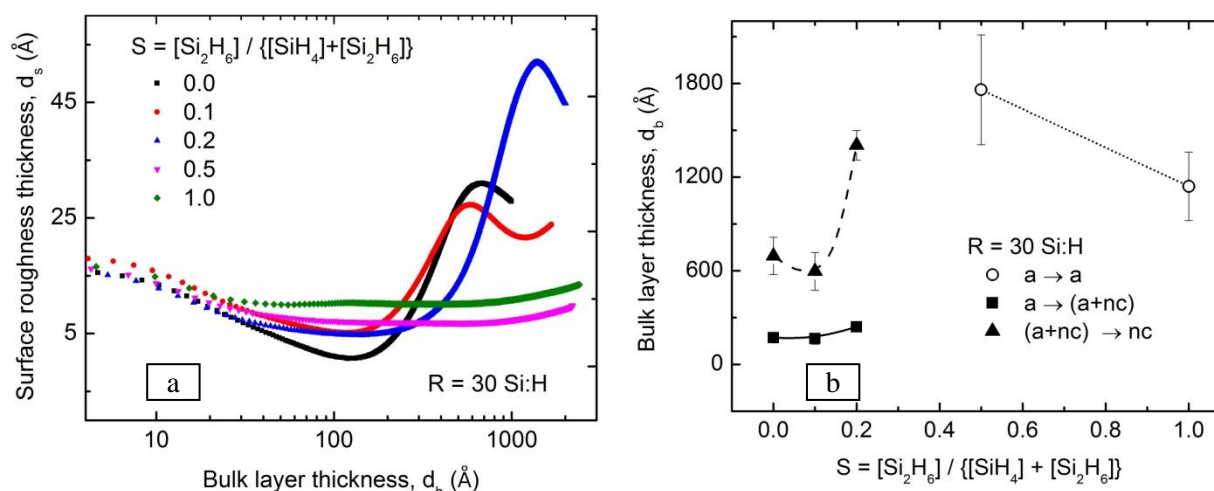 S = [Si₂H₆] / {[SiH₄]+[Si₂H₆]}
0.0
0.1
0.2
0.5
1.0
45
25
5
Surface roughness thickness, dₛ (Å)
a
R = 30 Si:H
10
100
1000
Bulk layer thickness, d_b (Å)
1800
1200
600
0
Bulk layer thickness, d_b (Å)
R = 30 Si:H
a → a
a → (a+nc)
(a+nc) → nc
b
0.0
0.2
0.4
0.6
0.8
1.0
S = [Si₂H₆] / {[SiH₄] + [Si₂H₆]}